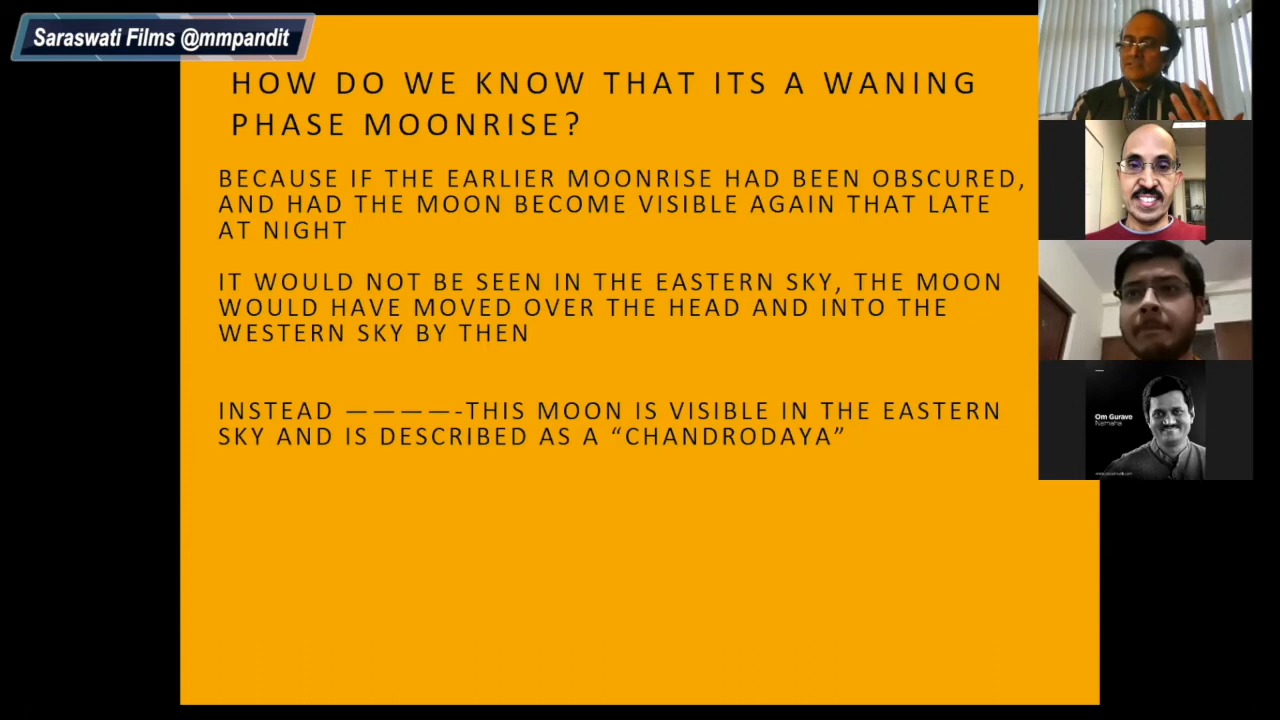 Saraswati Films @mmpandit
HOW DO WE KNOW THAT ITS A WANING
PHASE MOONRISE?
BECAUSE IF THE EARLIER MOONRISE HAD BEEN OBSCURED,
AND HAD THE MOON BECOME VISIBLE AGAIN THAT LATE
AT NIGHT
IT WOULD NOT BE SEEN IN THE EASTERN SKY, THE MOON
WOULD HAVE MOVED OVER THE HEAD AND INTO THE
WESTERN SKY BY THEN
INSTEAD ————-THIS MOON IS VISIBLE IN THE EASTERN
SKY AND IS DESCRIBED AS A “CHANDRODAYA”
Om Gurave
Namaha